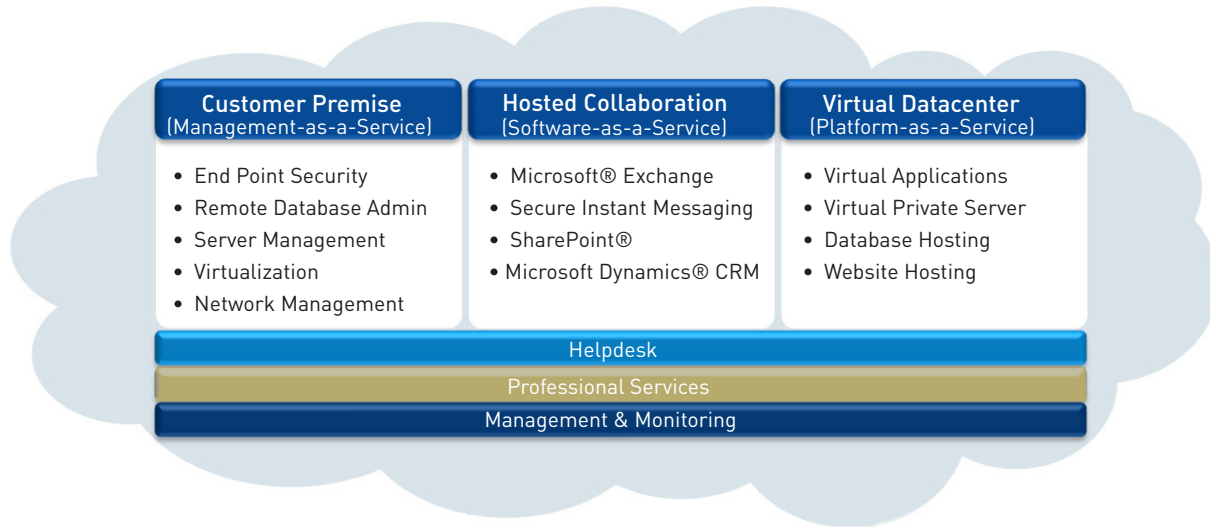 Customer Premise
(Management-as-a-Service)
• End Point Security
• Remote Database Admin
• Server Management
• Virtualization
• Network Management
Hosted Collaboration
(Software-as-a-Service)
• Microsoft® Exchange
• Secure Instant Messaging
• SharePoint®
• Microsoft Dynamics® CRM
Virtual Datacenter
(Platform-as-a-Service)
• Virtual Applications
• Virtual Private Server
• Database Hosting
• Website Hosting
Helpdesk
Professional Services
Management & Monitoring